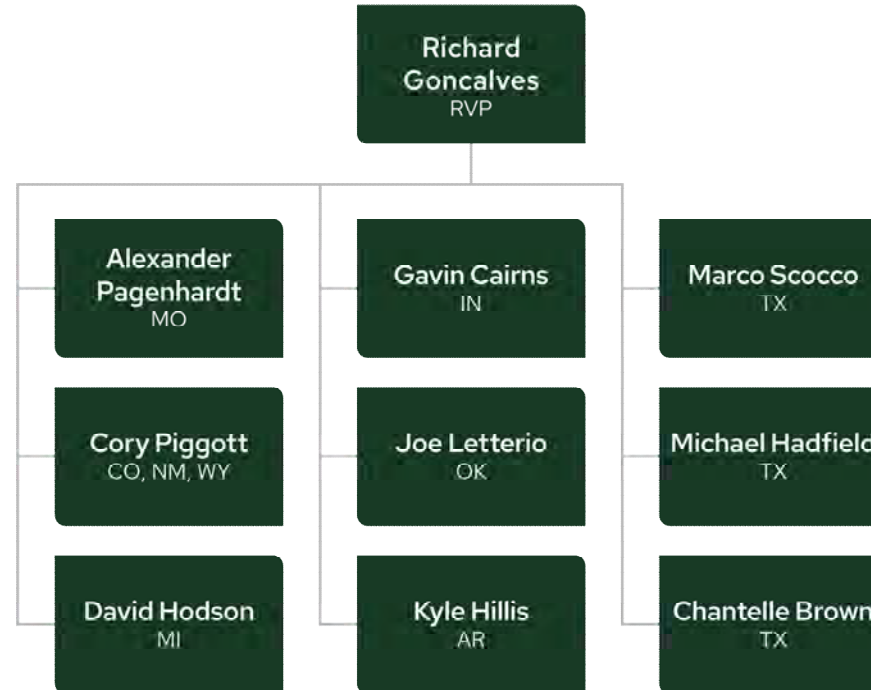 Richard
Goncalves
RVP
Alexander
Pagenhardt
MO
Gavin Cairns
IN
Marco Scocco
TX
Cory Piggott
CO, NM, WY
Joe Letterio
OK
Michael Hadfield
TX
David Hodson
MI
Kyle Hillis
AR
Chantelle Brown
TX